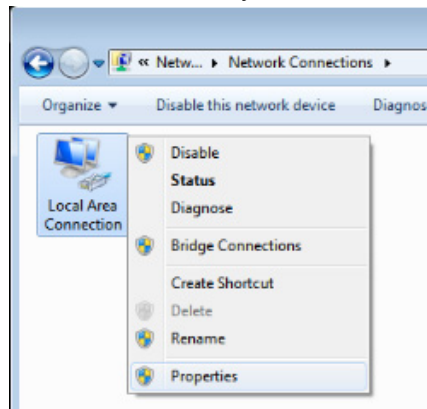 « Netw... ▸ Network Connections ▸
Organize ▾ Disable this network device Diagnos
Local Area
Connection
Disable
Status
Diagnose
Bridge Connections
Create Shortcut
Delete
Rename
Properties